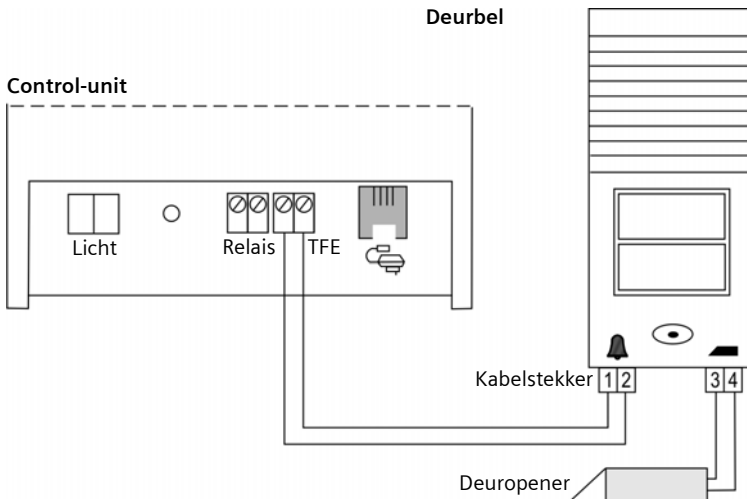 Deurbel
Control-unit
Licht
Relais
TFE
Kabelstekker
1 2
3 4
Deuropener